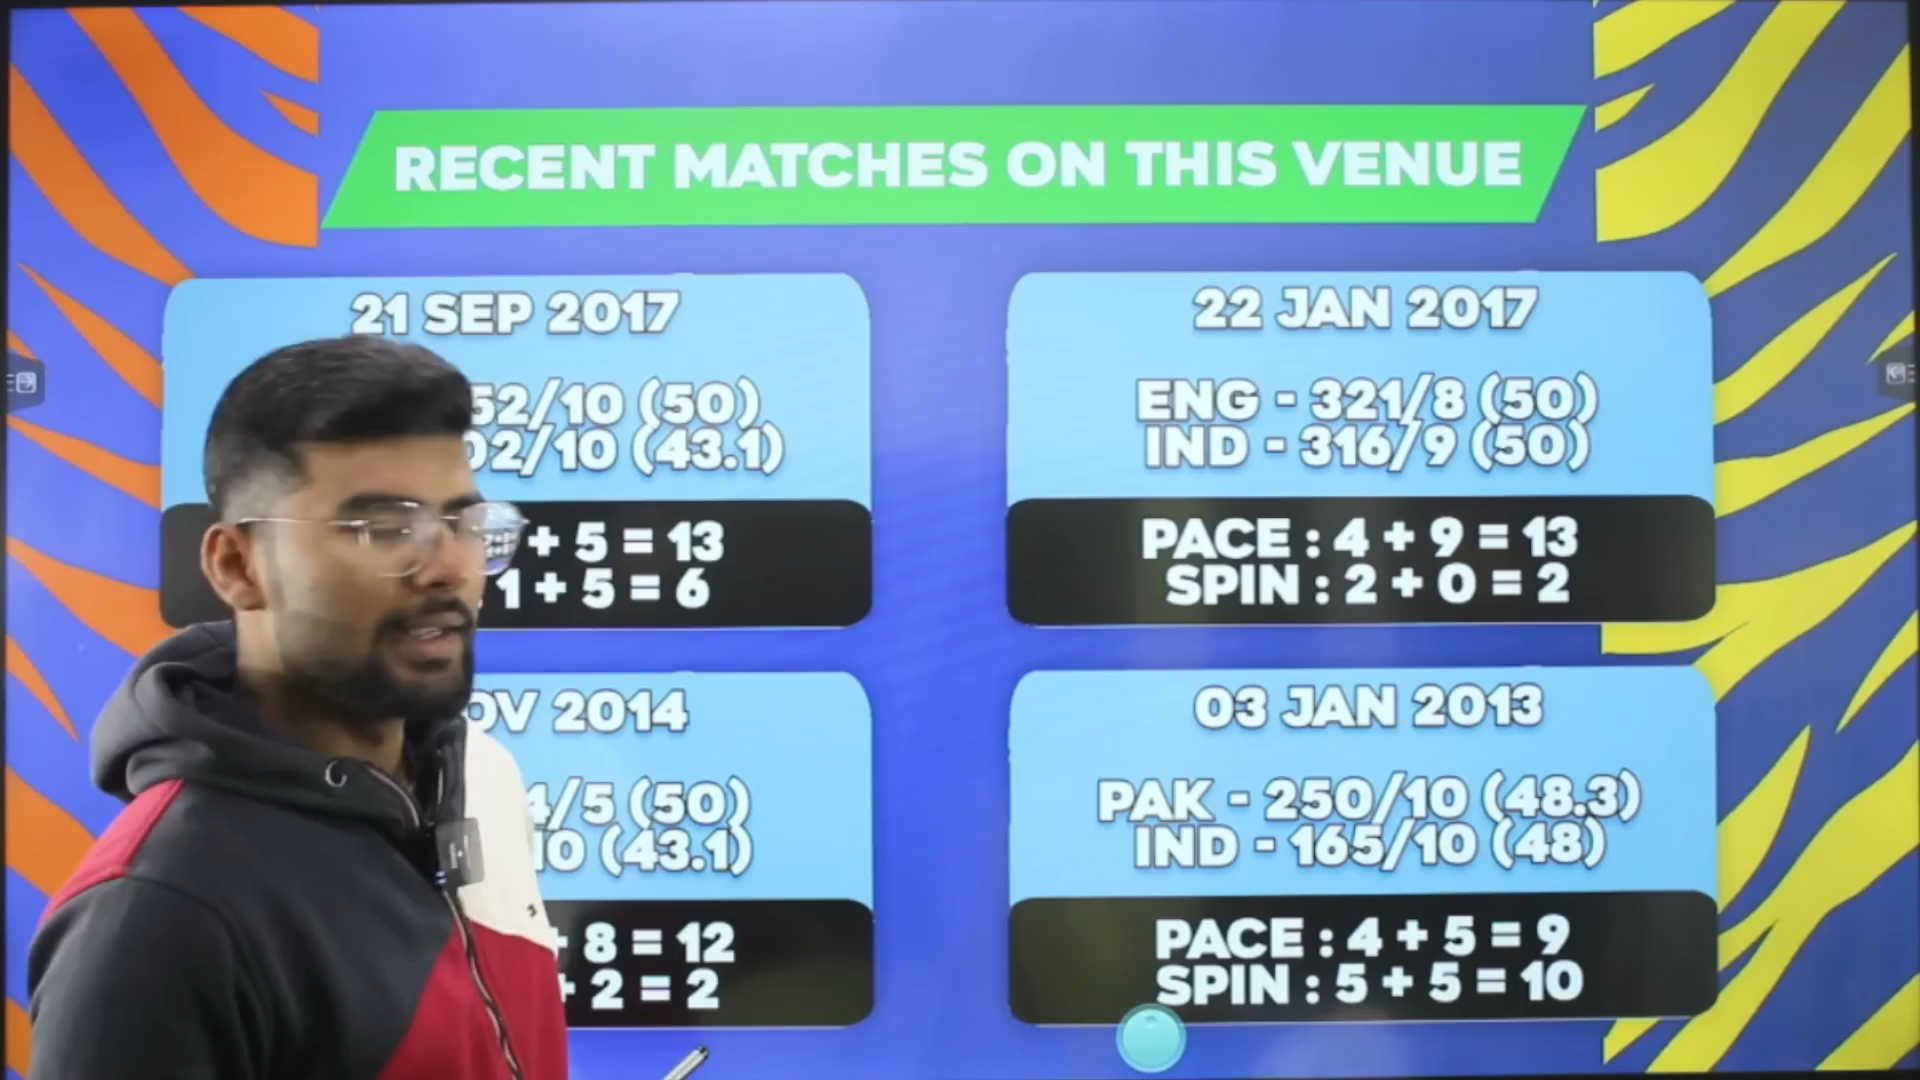 RECENT MATCHES ON THIS VENUE
21 SEP 2017
52/10 (50)
02/10 (43.1)
+ 5 = 13
1 + 5 = 6
22 JAN 2017
ENG - 321/8 (50)
IND - 316/9 (50)
PACE : 4 + 9 = 13
SPIN : 2 + 0 = 2
OV 2014
4/5 (50)
10 (43.1)
+ 8 = 12
+ 2 = 2
03 JAN 2013
PAK - 250/10 (48.3)
IND - 165/10 (48)
PACE : 4 + 5 = 9
SPIN : 5 + 5 = 10